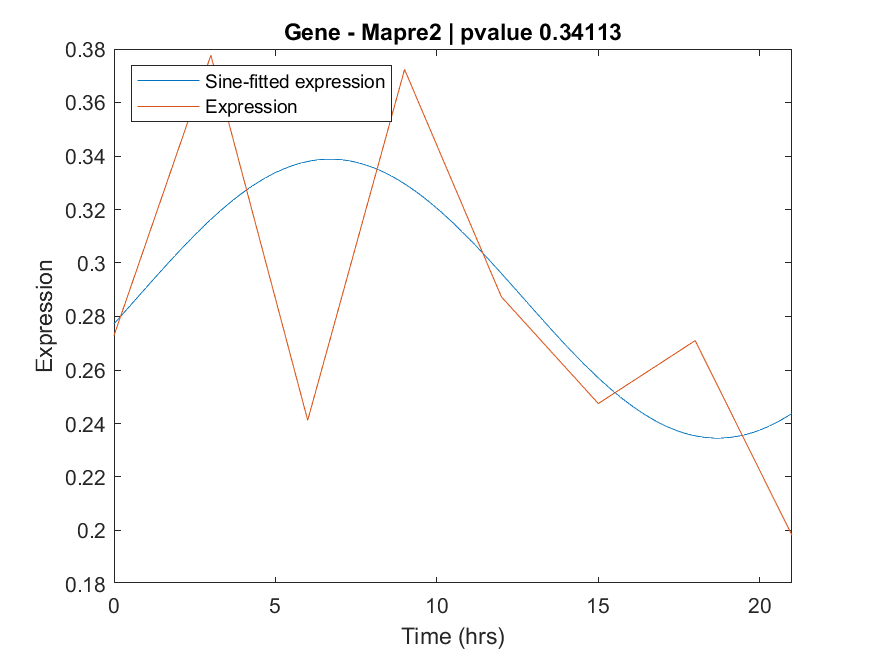 Gene - Mapre2 | pvalue 0.34113
Sine-fitted expression
Expression
0.38
0.36
0.34
0.32
0.3
0.28
0.26
0.24
0.22
0.2
0.18
Expression
0 5 10 15 20
Time (hrs)